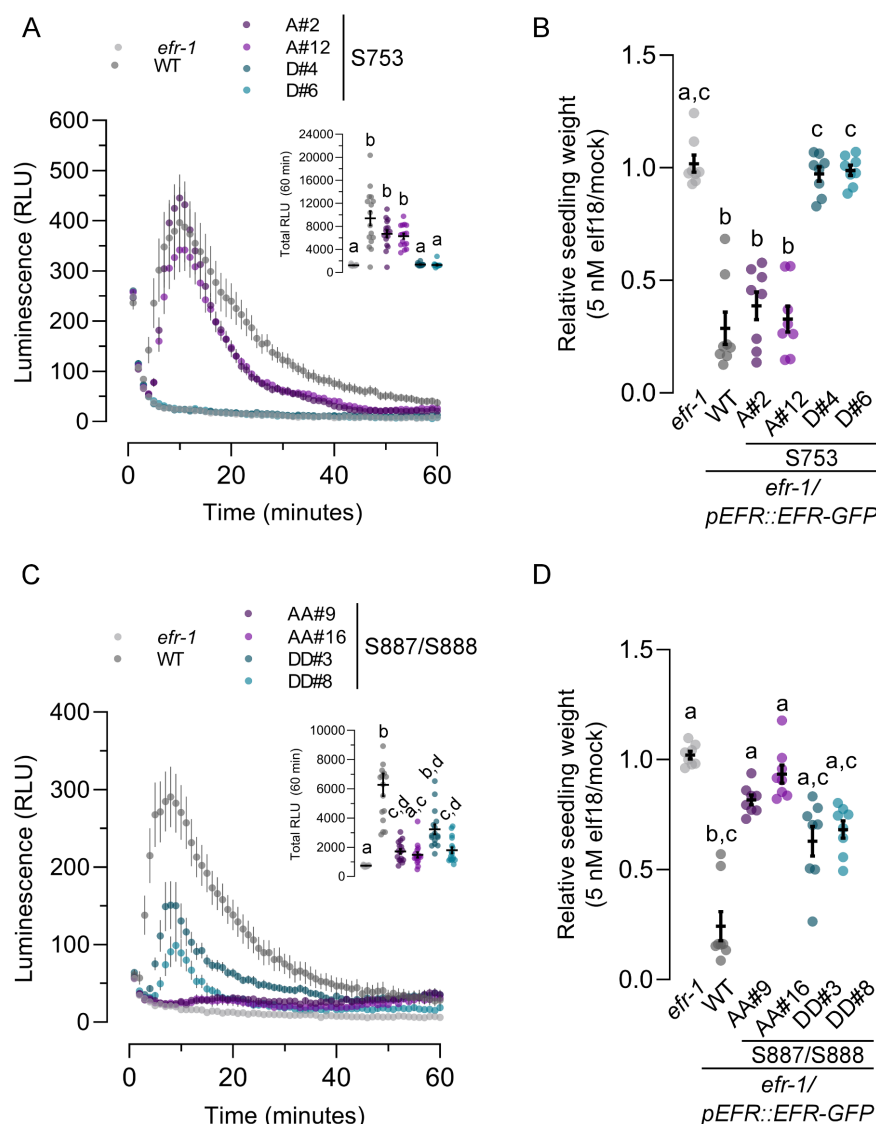 A
efr-1
WT
A#2
A#12
D#4
D#6
S753
Luminescence (RLU)
600
500
400
300
200
100
0
0
20
40
60
Time (minutes)
Total RLU (60 min)
24000
20000
16000
12000
8000
4000
0
a
b
b
b
a
a
B
Relative seedling weight
(5 nM elf18/mock)
1.5
1.0
0.5
0.0
a,c
b
b
b
c
c
efr-1
WT
A#2
A#12
D#4
D#6
S753
efr-1/
pEFR::EFR-GFP
C
efr-1
WT
AA#9
AA#16
DD#3
DD#8
S887/S888
Luminescence (RLU)
400
300
200
100
0
0
20
40
60
Time (minutes)
Total RLU (60 min)
10000
8000
6000
4000
2000
0
a
b
c,d
a,c
b,d
c,d
D
Relative seedling weight
(5 nM elf18/mock)
1.5
1.0
0.5
0.0
a
b,c
a
a
a,c
a,c
efr-1
WT
AA#9
AA#16
DD#3
DD#8
S887/S888
efr-1/
pEFR::EFR-GFP